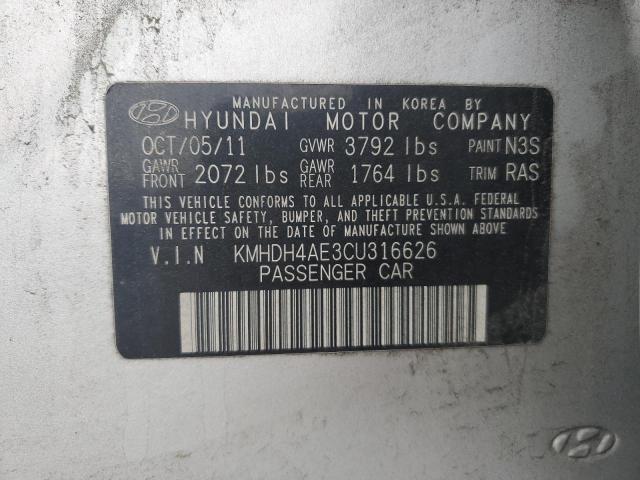 MANUFACTURED IN KOREA BY
HYUNDAI MOTOR COMPANY
OCT/05/11 GVWR 3792 lbs PAINT N3S
GAWR FRONT 2072 lbs GAWR REAR 1764 lbs TRIM RAS
THIS VEHICLE CONFORMS TO ALL APPLICABLE U.S.A. FEDERAL
MOTOR VEHICLE SAFETY, BUMPER, AND THEFT PREVENTION STANDARDS
IN EFFECT ON THE DATE OF MANUFACTURE SHOWN ABOVE.
V.I.N KMHDH4AE3CU316626
PASSENGER CAR